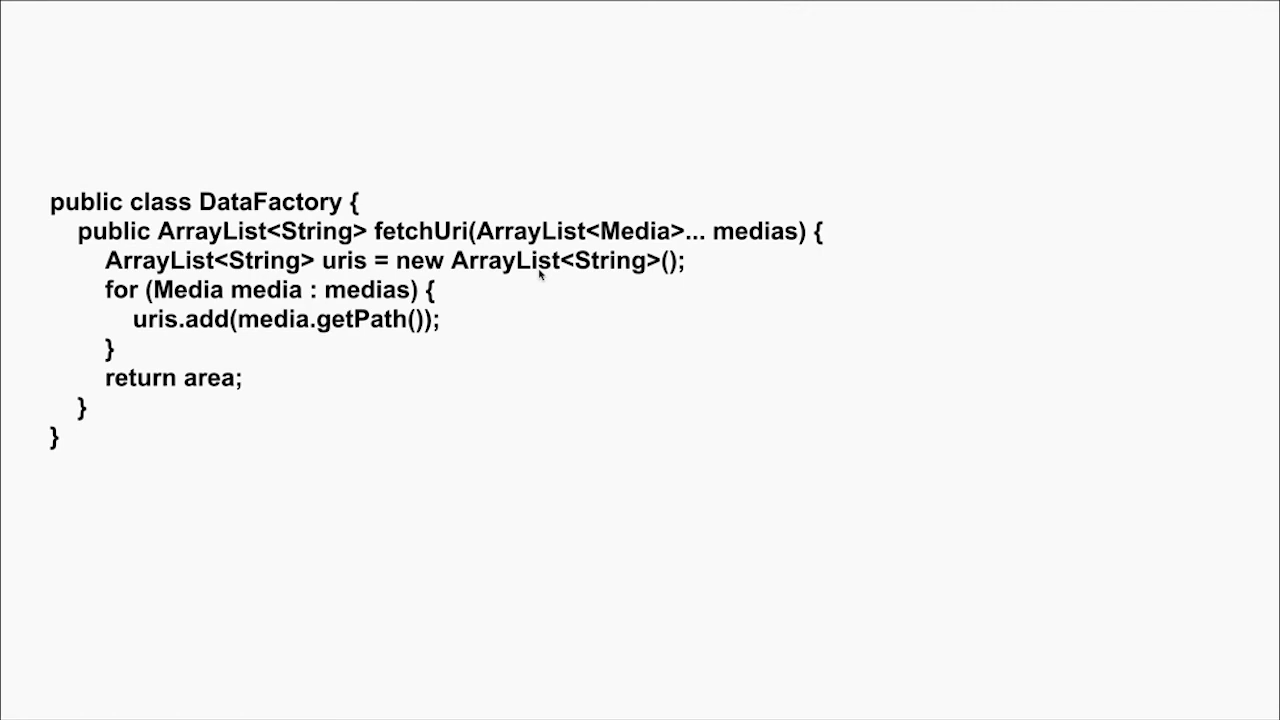 public class DataFactory {
public ArrayList<String> fetchUri(ArrayList<Media>... medias) {
ArrayList<String> uris = new ArrayList<String>();
for (Media media : medias) {
uris.add(media.getPath());
}
return area;
}
}